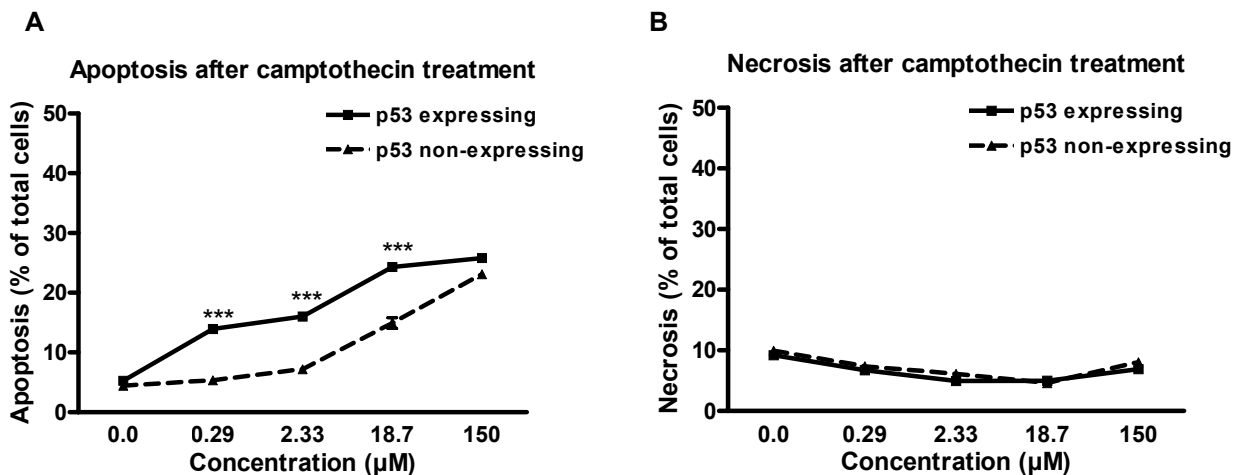 A
Apoptosis after camptothecin treatment
p53 expressing
p53 non-expressing
50
40
30
20
10
0
Apoptosis (% of total cells)
***
***
***
0.0 0.29 2.33 18.7 150
Concentration (µM)
B
Necrosis after camptothecin treatment
p53 expressing
p53 non-expressing
50
40
30
20
10
0
Necrosis (% of total cells)
0.0 0.29 2.33 18.7 150
Concentration (µM)